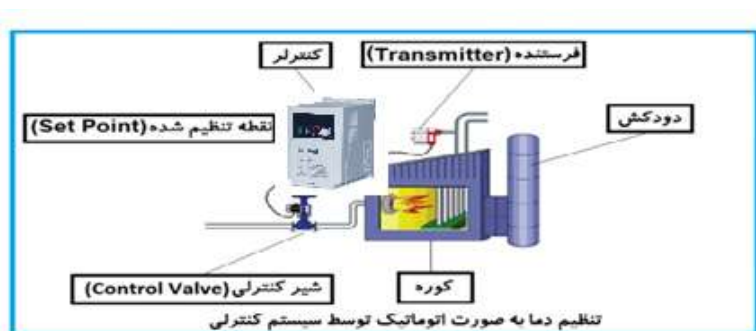 کنترلر
فرستنده (Transmitter)
نقطه تنظیم شده (Set Point)
دودکش
شیر کنترلی (Control Valve)
کوره
تنظیم دما به صورت اتوماتیک توسط سیستم کنترلی